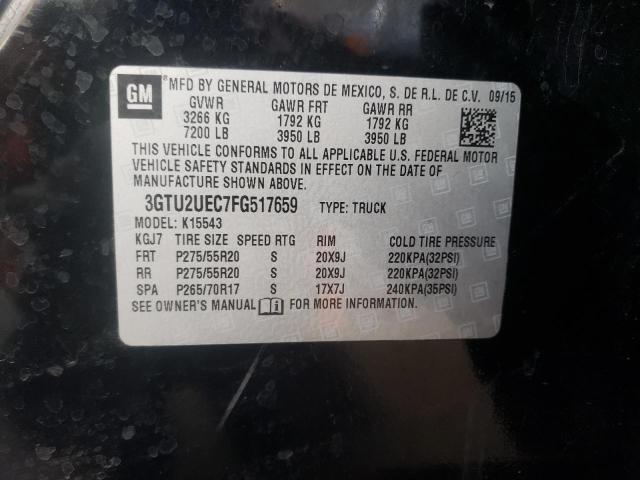 GM
® MFD BY GENERAL MOTORS DE MEXICO, S. DE R.L. DE C.V. 09/15
GVWR GAWR FRT GAWR RR
3266 KG 1792 KG 1792 KG
7200 LB 3950 LB 3950 LB
THIS VEHICLE CONFORMS TO ALL APPLICABLE U.S. FEDERAL MOTOR
VEHICLE SAFETY STANDARDS IN EFFECT ON THE DATE OF
MANUFACTURE SHOWN ABOVE.
3GTU2UEC7FG517659 TYPE: TRUCK
MODEL: K15543
KGJ7 TIRE SIZE SPEED RTG RIM COLD TIRE PRESSURE
FRT P275/55R20 S 20X9J 220KPA(32PSI)
RR P275/55R20 S 20X9J 220KPA(32PSI)
SPA P265/70R17 S 17X7J 240KPA(35PSI)
SEE OWNER'S MANUAL FOR MORE INFORMATION.